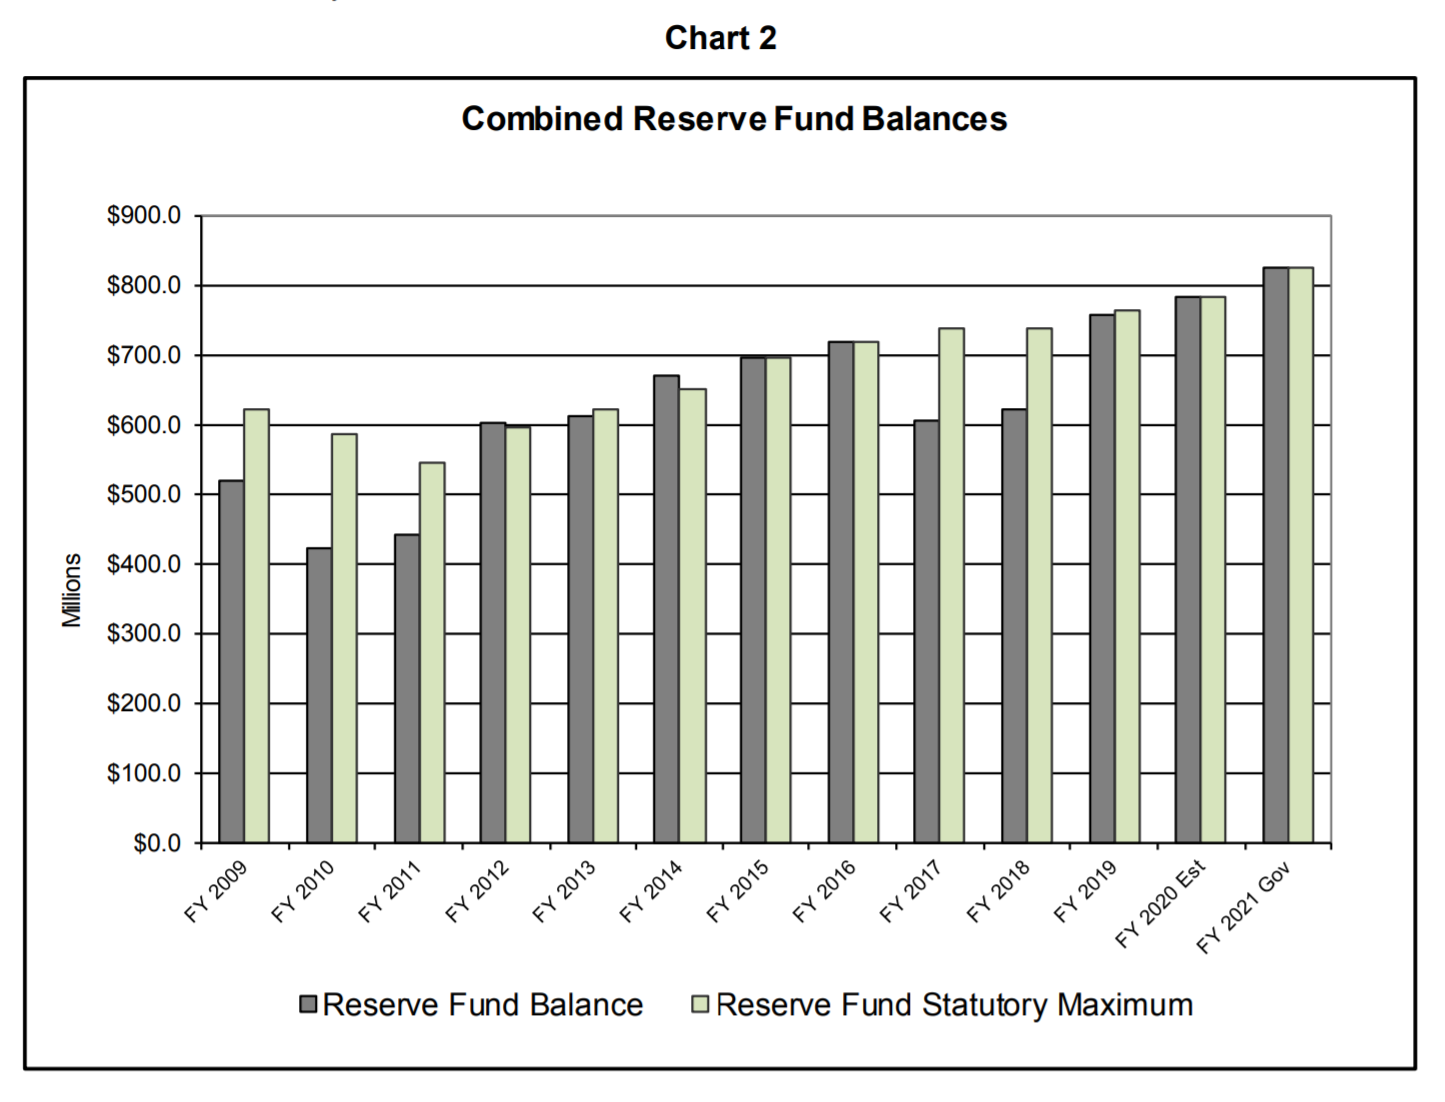 Chart 2
Combined Reserve Fund Balances
$900.0
$800.0
$700.0
$600.0
$500.0
$400.0
$300.0
$200.0
$100.0
$0.0
Millions
FY 2009
FY 2010
FY 2011
FY 2012
FY 2013
FY 2014
FY 2015
FY 2016
FY 2017
FY 2018
FY 2019
FY 2020 Est
FY 2021 Gov
Reserve Fund Balance
Reserve Fund Statutory Maximum